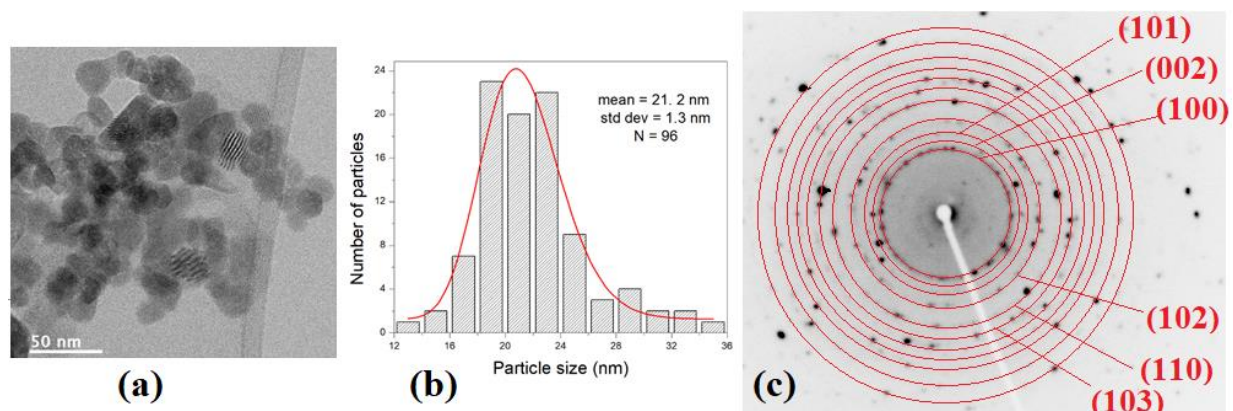 50 nm
(a)
24
20
16
12
8
4
0
Number of particles
mean = 21. 2 nm
std dev = 1.3 nm
N = 96
12 16 20 24 28 32 36
Particle size (nm)
(b)
(101)
(002)
(100)
(102)
(110)
(103)
(c)